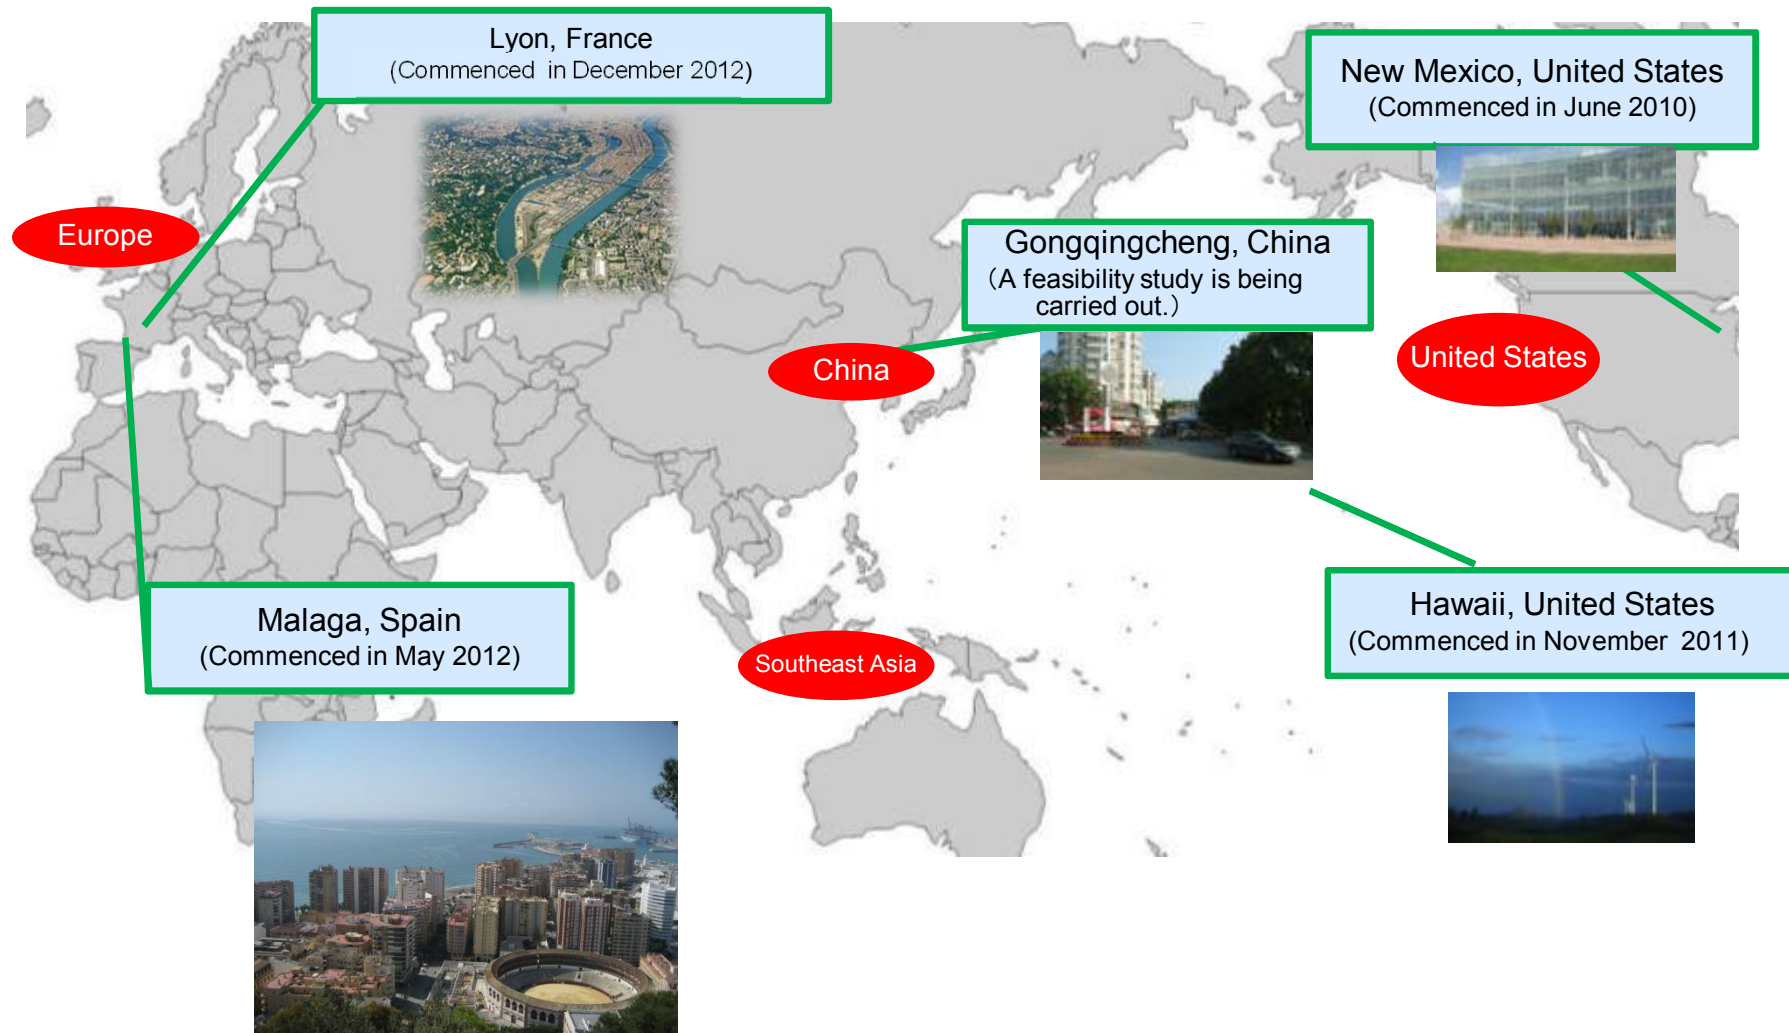 Lyon, France
(Commenced in December 2012)
New Mexico, United States
(Commenced in June 2010)
Europe
Gongqingcheng, China
（A feasibility study is being
carried out.）
China
United States
Malaga, Spain
(Commenced in May 2012)
Southeast Asia
Hawaii, United States
(Commenced in November 2011)